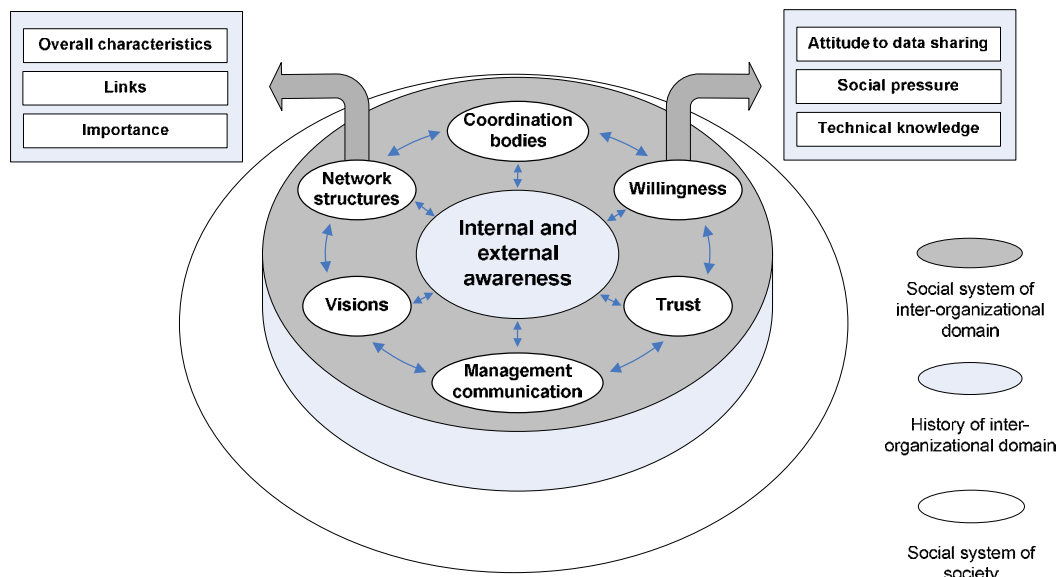 Overall characteristics
Links
Importance
Attitude to data sharing
Social pressure
Technical knowledge
Coordination
bodies
Network
structures
Willingness
Internal and
external
awareness
Visions
Trust
Management
communication
Social system of
inter-organizational
domain
History of inter-
organizational domain
Social system of
society